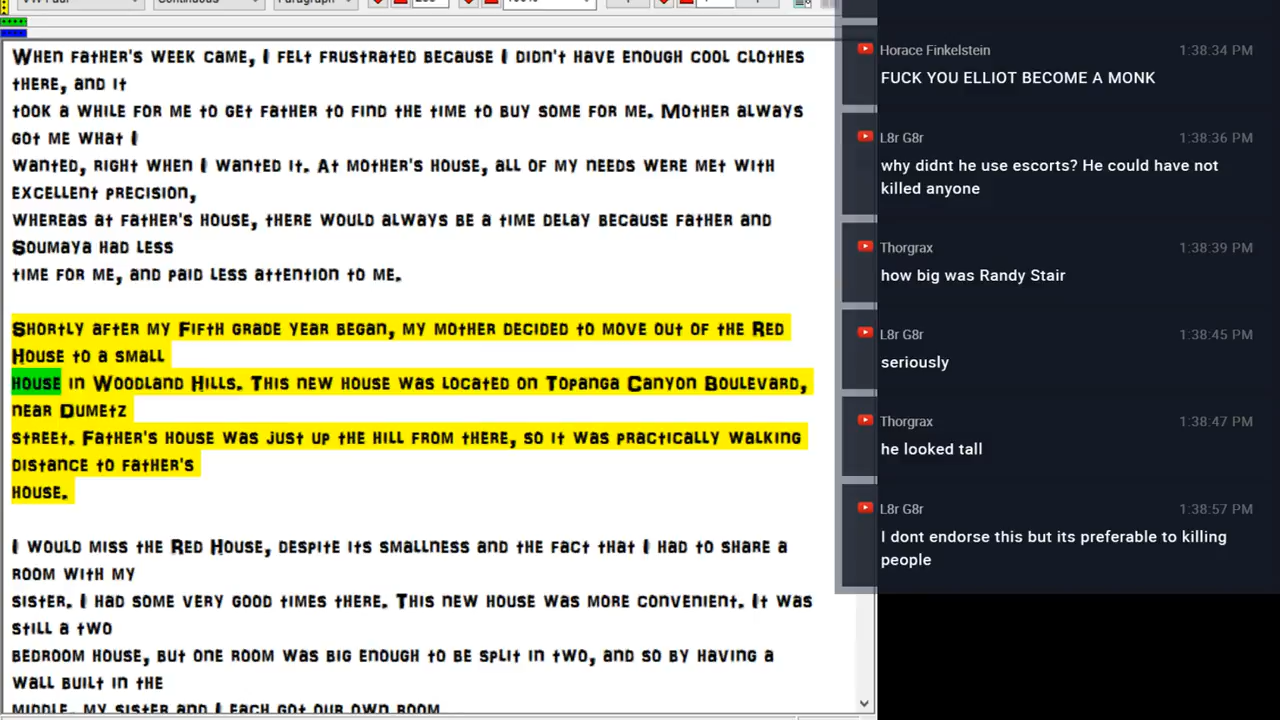 VW Paul
Continuous
Paragraph
When father's week came, I felt frustrated because I didn't have enough cool clothes
there, and it
took a while for me to get father to find the time to buy some for me. Mother always
got me what I
wanted, right when I wanted it. At mother's house, all of my needs were met with
excellent precision,
whereas at father's house, there would always be a time delay because father and
Soumaya had less
time for me, and paid less attention to me.
Shortly after my Fifth grade year began, my mother decided to move out of the Red
House to a small
house in Woodland Hills. This new house was located on Topanga Canyon Boulevard,
near Dumetz
street. Father's house was just up the hill from there, so it was practically walking
distance to father's
house.
I would miss the Red House, despite its smallness and the fact that I had to share a
room with my
sister. I had some very good times there. This new house was more convenient. It was
still a two
bedroom house, but one room was big enough to be split in two, and so by having a
wall built in the
middle, my sister and I each got our own room
Horace Finkelstein 1:38:34 PM
FUCK YOU ELLIOT BECOME A MONK
L8r G8r 1:38:36 PM
why didnt he use escorts? He could have not
killed anyone
Thorgrax 1:38:39 PM
how big was Randy Stair
L8r G8r 1:38:45 PM
seriously
Thorgrax 1:38:47 PM
he looked tall
L8r G8r 1:38:57 PM
I dont endorse this but its preferable to killing
people